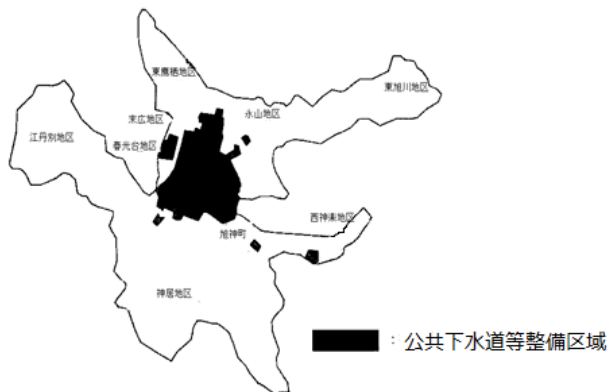 東鷹栖地区
東旭川地区
末広地区
永山地区
江丹別地区
春光台地区
西神楽地区
旭神町
神居地区
：公共下水道等整備区域